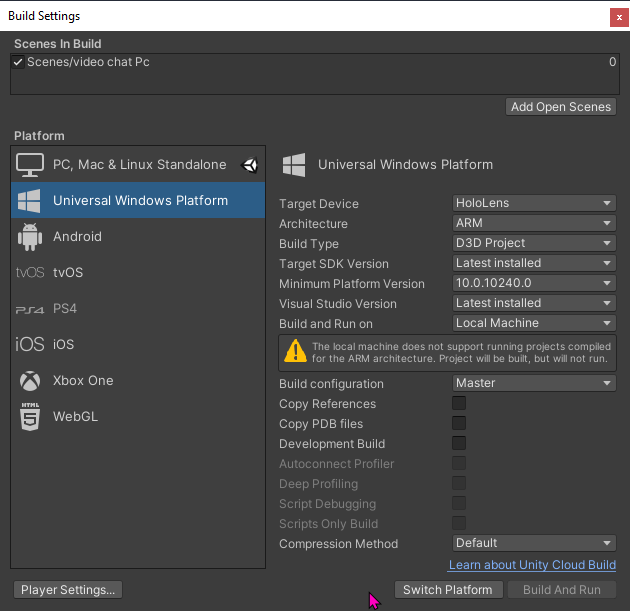 Build Settings
x
Scenes In Build
Scenes/video chat Pc 0
Add Open Scenes
Platform
PC, Mac & Linux Standalone
Universal Windows Platform
Android
tvOS tvOS
PS4 PS4
iOS iOS
Xbox One
HTML
5 WebGL
Universal Windows Platform
Target Device HoloLens
Architecture ARM
Build Type D3D Project
Target SDK Version Latest installed
Minimum Platform Version 10.0.10240.0
Visual Studio Version Latest installed
Build and Run on Local Machine
The local machine does not support running projects compiled
for the ARM architecture. Project will be built, but will not run.
Build configuration Master
Copy References
Copy PDB files
Development Build
Autoconnect Profiler
Deep Profiling
Script Debugging
Scripts Only Build
Compression Method Default
Learn about Unity Cloud Build
Player Settings... Switch Platform Build And Run